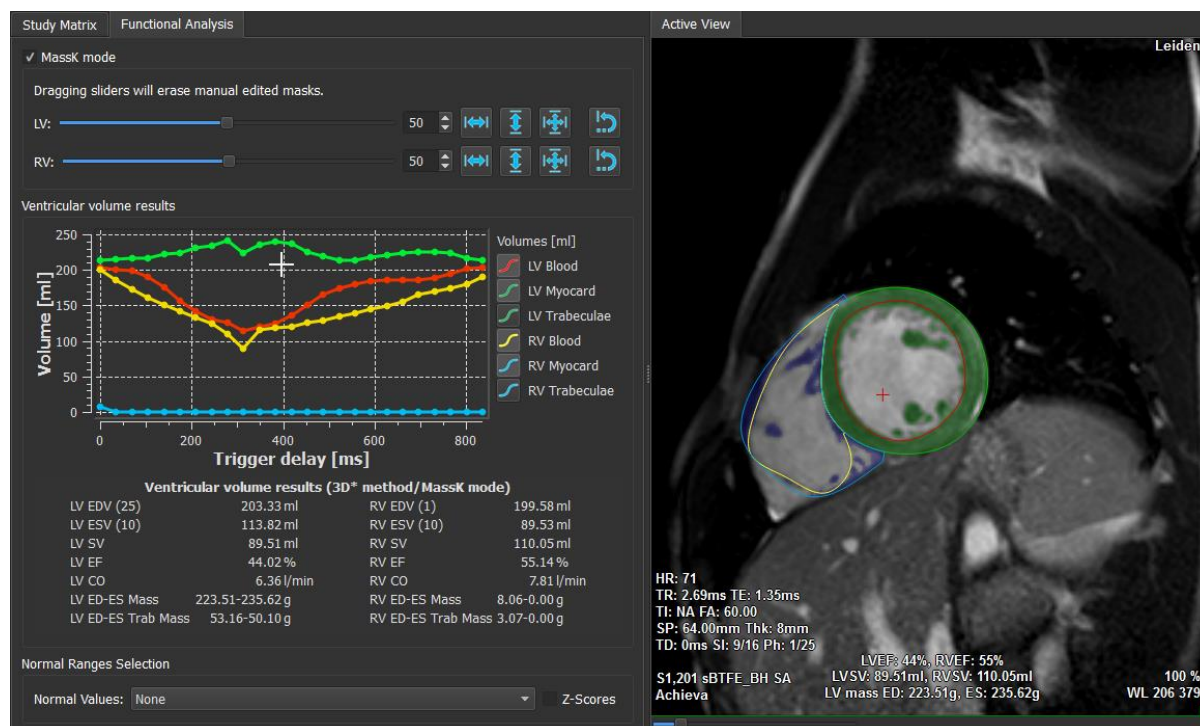 Study Matrix Functional Analysis
MassK mode
Dragging sliders will erase manual edited masks.
LV: 50
RV: 50
Ventricular volume results
Volume [ml]
250
200
150
100
50
0
0 200 400 600 800
Trigger delay [ms]
Volumes [ml]
LV Blood
LV Myocard
LV Trabeculae
RV Blood
RV Myocard
RV Trabeculae
Ventricular volume results (3D* method/MassK mode)
LV EDV (25) 203.33 ml RV EDV (1) 199.58 ml
LV ESV (10) 113.82 ml RV ESV (10) 89.53 ml
LV SV 89.51 ml RV SV 110.05 ml
LV EF 44.02 % RV EF 55.14 %
LV CO 6.36 l/min RV CO 7.81 l/min
LV ED-ES Mass 223.51-235.62 g RV ED-ES Mass 8.06-0.00 g
LV ED-ES Trab Mass 53.16-50.10 g RV ED-ES Trab Mass 3.07-0.00 g
Normal Ranges Selection
Normal Values: None Z-Scores
Active View
Leiden
HR: 71
TR: 2.69ms TE: 1.35ms
TI: NA FA: 60.00
SP: 64.00mm Thk: 8mm
TD: 0ms Sl: 9/16 Ph: 1/25
S1,201 sBTFE_BH SA
Achieva
LVEF: 44%, RVEF: 55%
LVSV: 89.51ml, RVSV: 110.05ml
LV mass ED: 223.51g, ES: 235.62g
100 %
WL 206 379